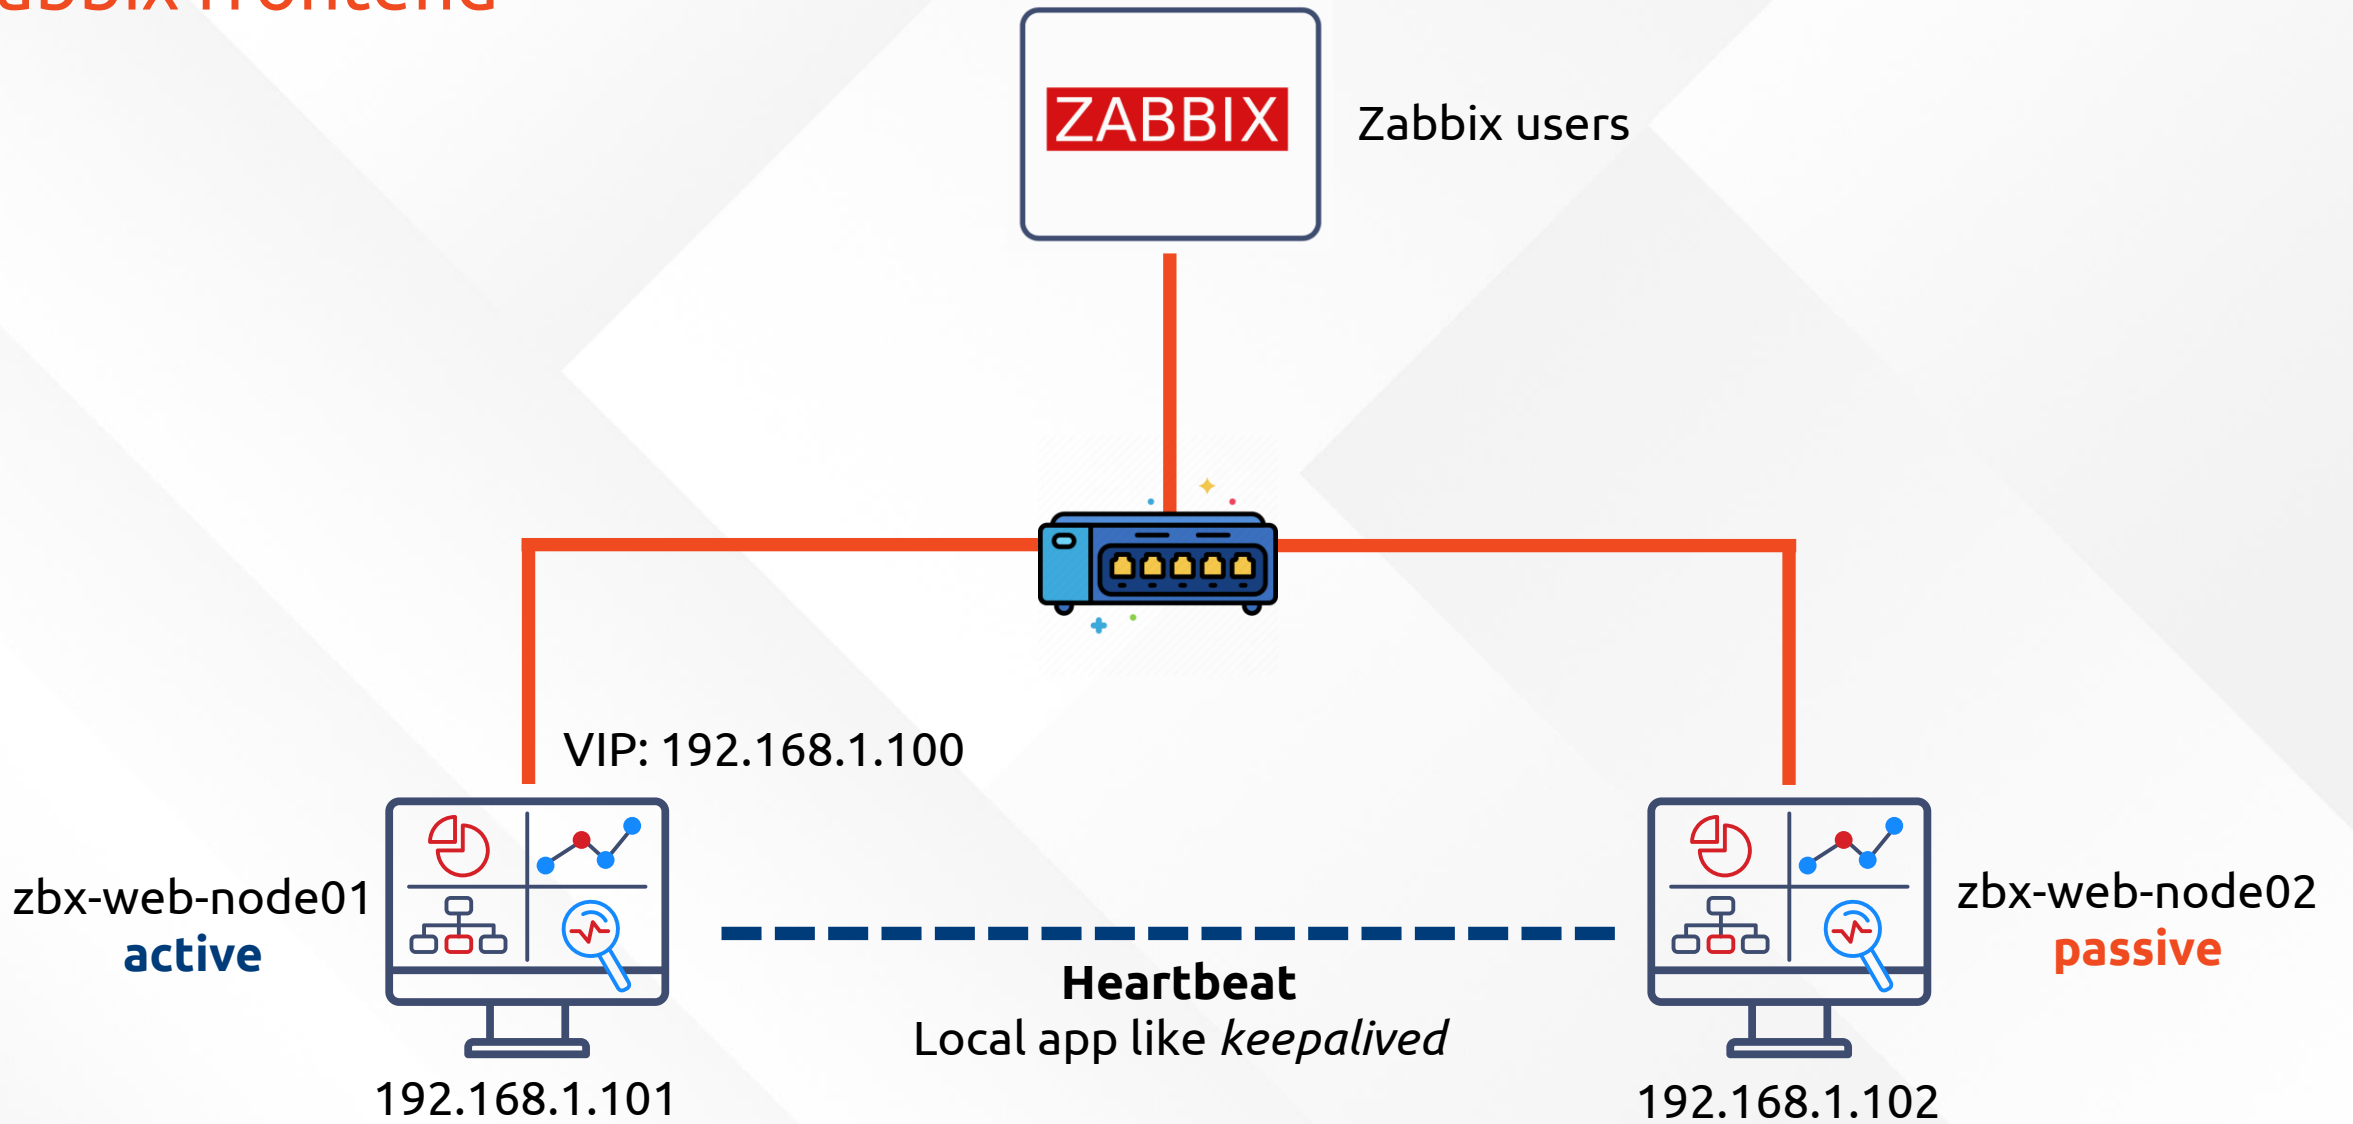 ZABBIX
Zabbix users
VIP: 192.168.1.100
zbx-web-node01
active
zbx-web-node02
passive
Heartbeat
Local app like keepalived
192.168.1.101
192.168.1.102